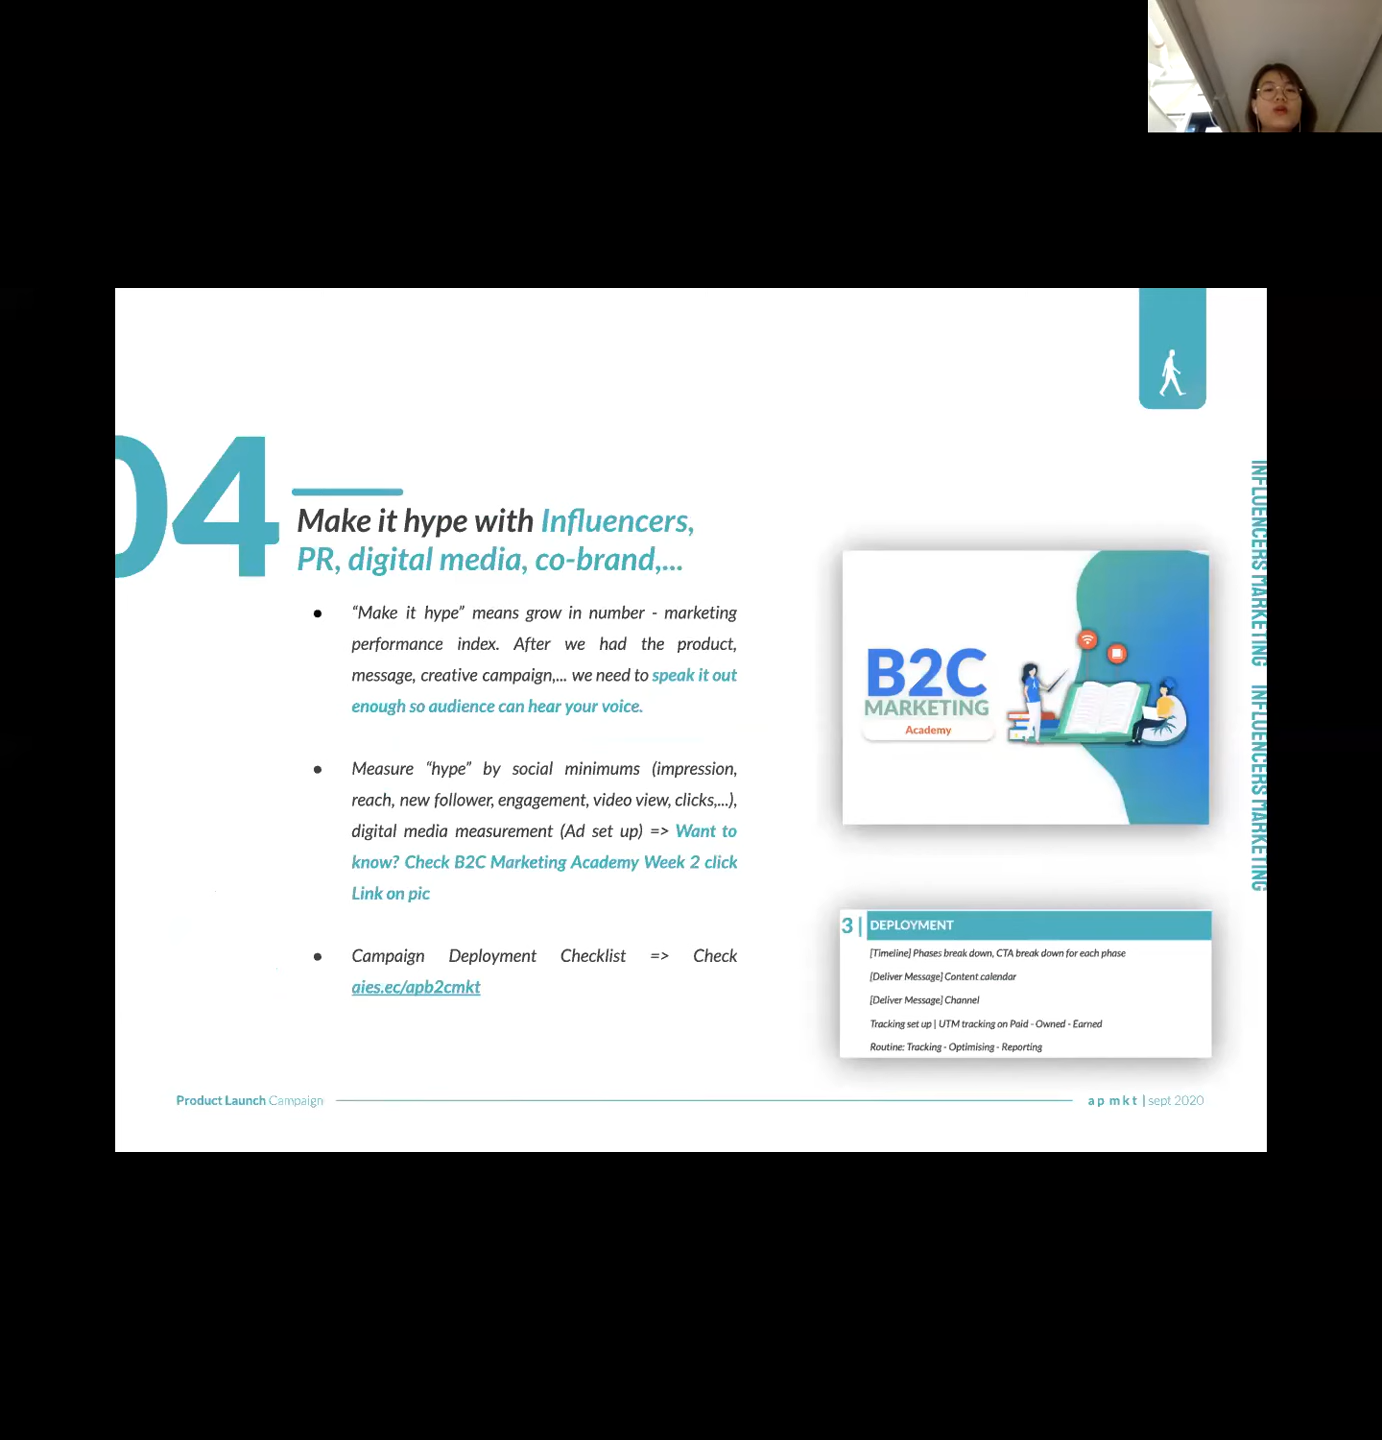 04
Make it hype with Influencers,
PR, digital media, co-brand,...
● “Make it hype” means grow in number - marketing
performance index. After we had the product,
message, creative campaign,... we need to speak it out
enough so audience can hear your voice.
● Measure “hype” by social minimums (impression,
reach, new follower, engagement, video view, clicks,...),
digital media measurement (Ad set up) => Want to
know? Check B2C Marketing Academy Week 2 click
Link on pic
● Campaign Deployment Checklist => Check
aies.ec/apb2cmkt
B2C
MARKETING
Academy
3 | DEPLOYMENT
[Timeline] Phases break down, CTA break down for each phase
[Deliver Message] Content calendar
[Deliver Message] Channel
Tracking set up | UTM tracking on Paid - Owned - Earned
Routine: Tracking - Optimising - Reporting
INFLUENCERS MARKETING INFLUENCERS MARKETING
Product Launch Campaign
ap mkt | sept 2020